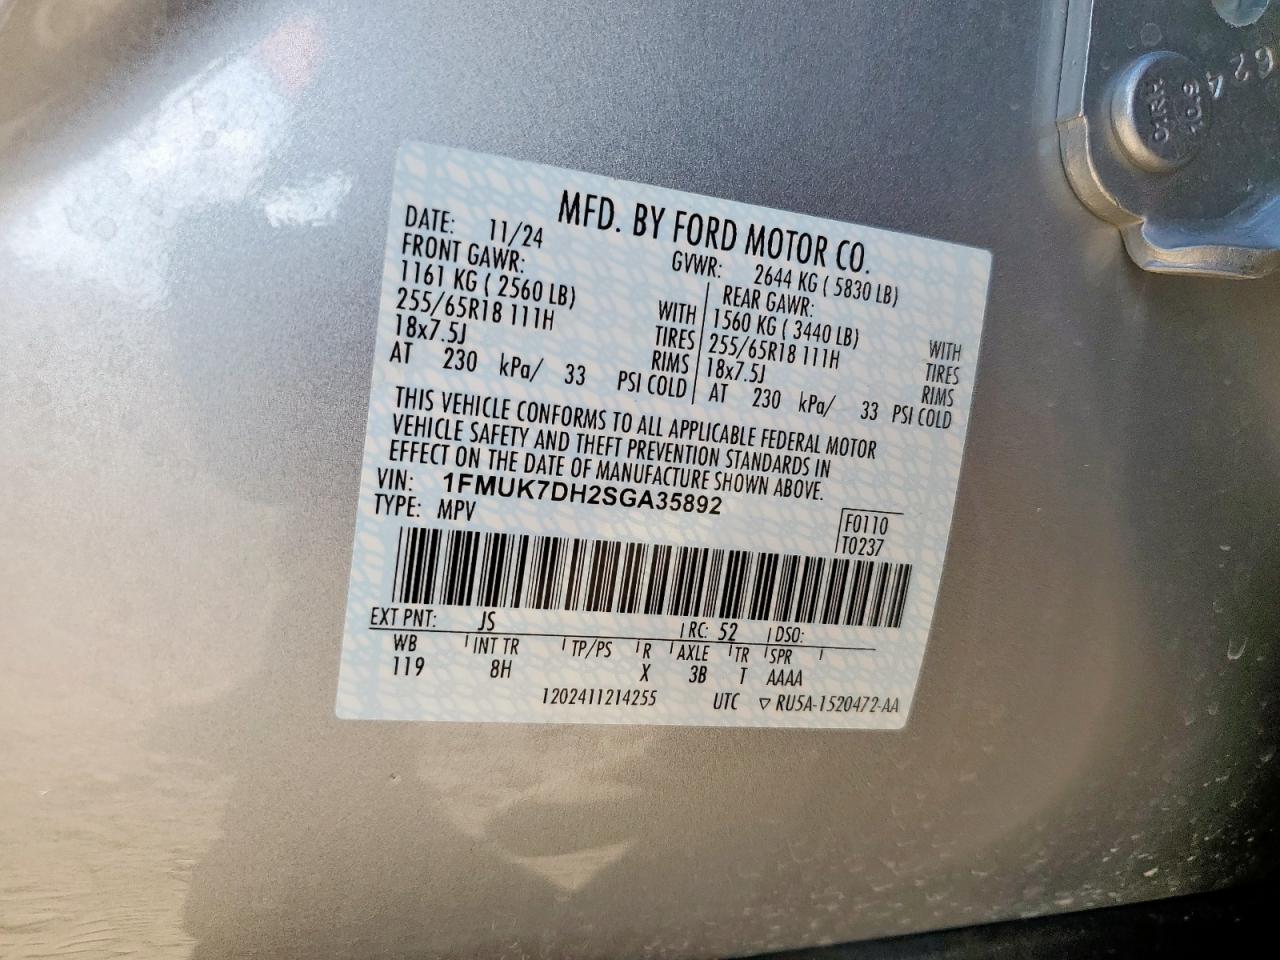 MFD. BY FORD MOTOR CO.
DATE: 11/24 GVWR: 2644 KG ( 5830 LB)
FRONT GAWR: REAR GAWR:
1161 KG ( 2560 LB) WITH 1560 KG ( 3440 LB) WITH
255/65R18 111H TIRES 255/65R18 111H TIRES
18x7.5J RIMS 18x7.5J RIMS
AT 230 kPa/ 33 PSI COLD AT 230 kPa/ 33 PSI COLD
THIS VEHICLE CONFORMS TO ALL APPLICABLE FEDERAL MOTOR
VEHICLE SAFETY AND THEFT PREVENTION STANDARDS IN
EFFECT ON THE DATE OF MANUFACTURE SHOWN ABOVE.
VIN: 1FMUK7DH2SGA35892
TYPE: MPV F0110
T0237
EXT PNT: JS RC: 52 DSO:
WB INT TR TP/PS R AXLE TR SPR
119 8H X 3B T AAAA
1202411214255 UTC ▽ RU5A-1520472-AA
624
10.9